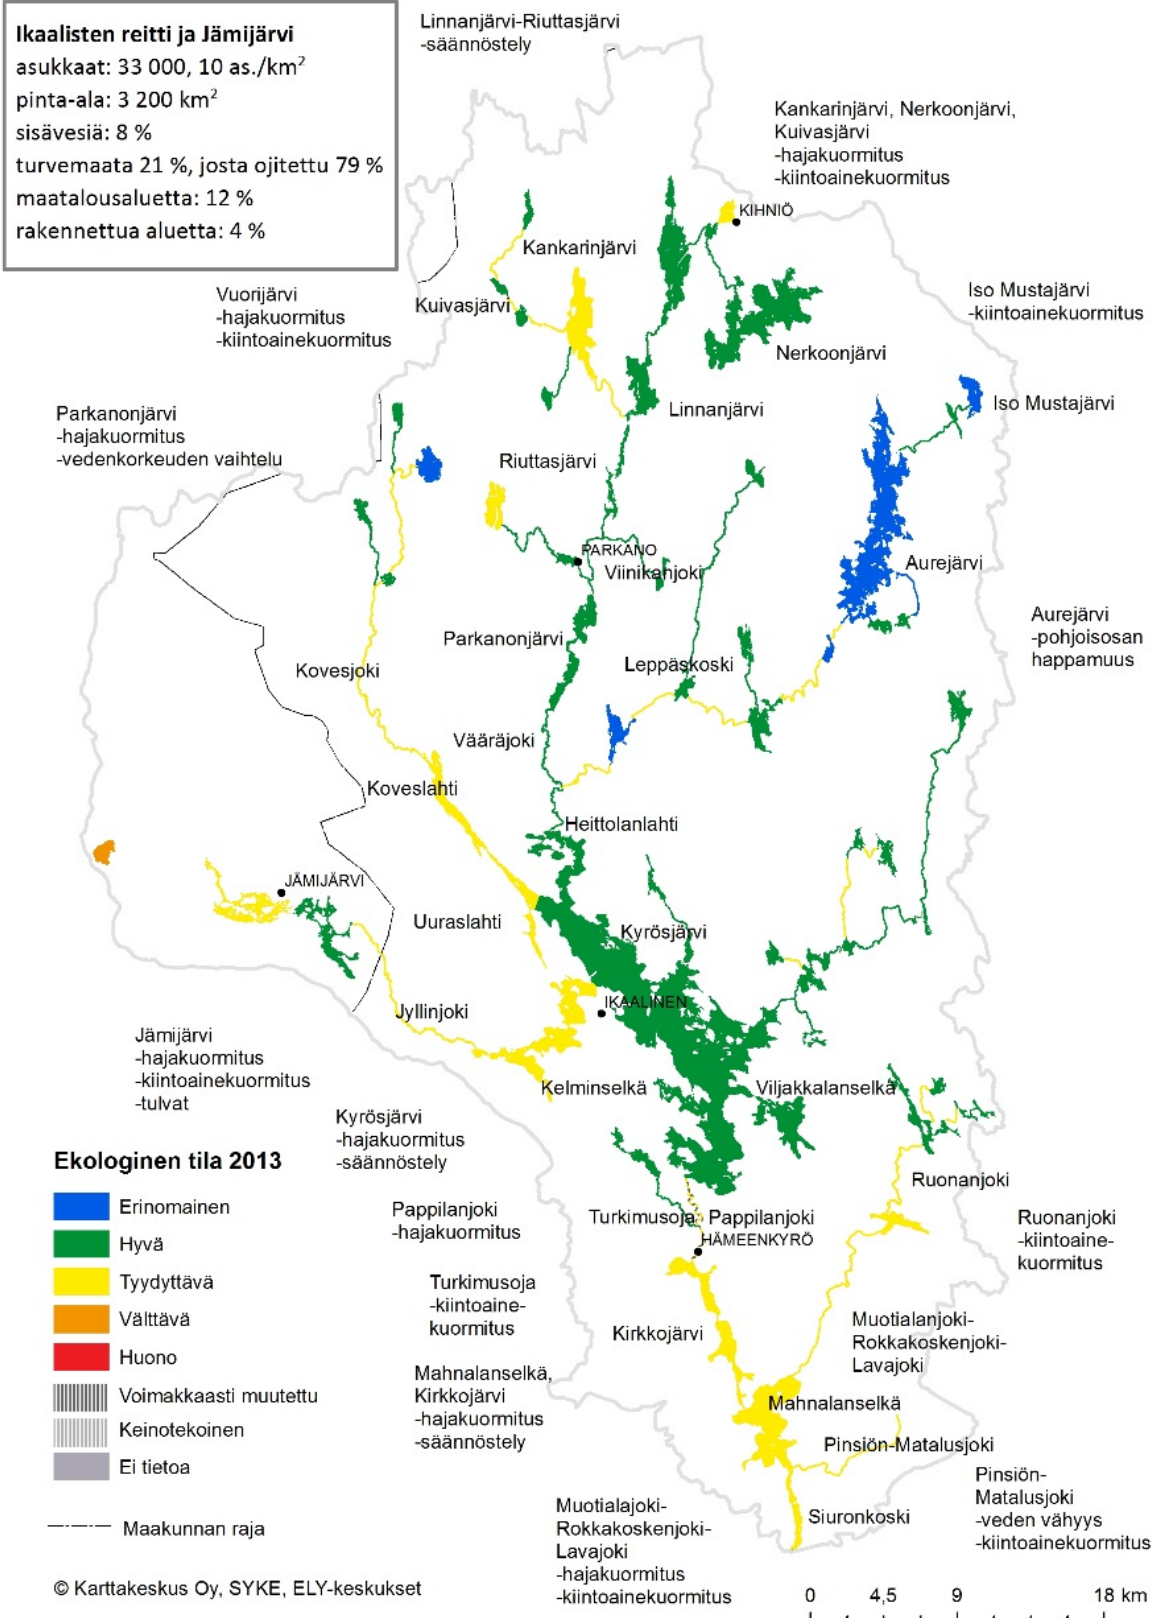 Ikaalisten reitti ja Jämijärvi
asukkaat: 33 000, 10 as./km²
pinta-ala: 3 200 km²
sisävesiä: 8 %
turvemaata 21 %, josta ojitettu 79 %
maatalousaluetta: 12 %
rakennettua aluetta: 4 %
Linnanjärvi-Riuttasjärvi
-säännöstely
Kankarinjärvi, Nerkoonjärvi,
Kuivasjärvi
-hajakuormitus
-kiintoainekuormitus
KIHNIÖ
Kankarinjärvi
Kuivasjärvi
Vuorijärvi
-hajakuormitus
-kiintoainekuormitus
Iso Mustajärvi
-kiintoainekuormitus
Nerkoonjärvi
Linnanjärvi
Iso Mustajärvi
Parkanonjärvi
-hajakuormitus
-vedenkorkeuden vaihtelu
Riuttasjärvi
PARKANO
Viinikanjoki
Aurejärvi
Aurejärvi
-pohjoisosan
happamuus
Parkanonjärvi
Leppäskoski
Kovesjoki
Vääräjoki
Koveslahti
Heittolanlahti
JÄMIJÄRVI
Uuraslahti
Kyrösjärvi
IKAALINEN
Jyllinjoki
Jämijärvi
-hajakuormitus
-kiintoainekuormitus
-tulvat
Kelminselkä
Viljakkalanselkä
Kyrösjärvi
-hajakuormitus
-säännöstely
Ruonanjoki
Pappilanjoki
-hajakuormitus
Turkimusoja
Pappilanjoki
HÄMEENKYRÖ
Ruonanjoki
-kiintoaine-
kuormitus
Turkimusoja
-kiintoaine-
kuormitus
Kirkkojärvi
Muotialanjoki-
Rokkakoskenjoki-
Lavajoki
Mahnalanselkä,
Kirkkojärvi
-hajakuormitus
-säännöstely
Mahnalanselkä
Pinsiön-Matalusjoki
Pinsiön-
Matalusjoki
-veden vähyys
-kiintoainekuormitus
Siuronkoski
Muotialajoki-
Rokkakoskenjoki-
Lavajoki
-hajakuormitus
-kiintoainekuormitus
Ekologinen tila 2013
Erinomainen
Hyvä
Tyydyttävä
Välttävä
Huono
Voimakkaasti muutettu
Keinotekoinen
Ei tietoa
Maakunnan raja
© Karttakeskus Oy, SYKE, ELY-keskukset
0 4,5 9 18 km